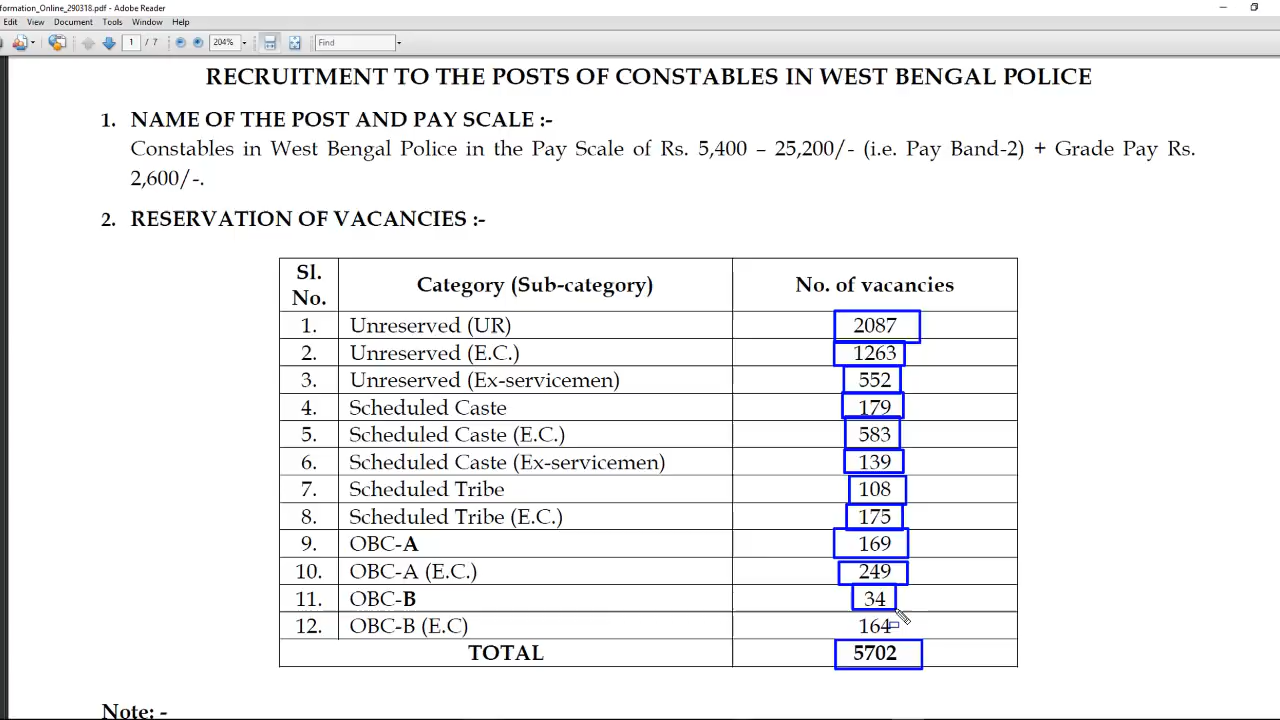 formation_Online_290318.pdf - Adobe Reader
Edit View Document Tools Window Help
1 / 7 204% Find
RECRUITMENT TO THE POSTS OF CONSTABLES IN WEST BENGAL POLICE
1. NAME OF THE POST AND PAY SCALE :-
Constables in West Bengal Police in the Pay Scale of Rs. 5,400 – 25,200/- (i.e. Pay Band-2) + Grade Pay Rs.
2,600/-.
2. RESERVATION OF VACANCIES :-
Sl. No. Category (Sub-category) No. of vacancies
1. Unreserved (UR) 2087
2. Unreserved (E.C.) 1263
3. Unreserved (Ex-servicemen) 552
4. Scheduled Caste 179
5. Scheduled Caste (E.C.) 583
6. Scheduled Caste (Ex-servicemen) 139
7. Scheduled Tribe 108
8. Scheduled Tribe (E.C.) 175
9. OBC-A 169
10. OBC-A (E.C.) 249
11. OBC-B 34
12. OBC-B (E.C) 164
TOTAL 5702
Note: -